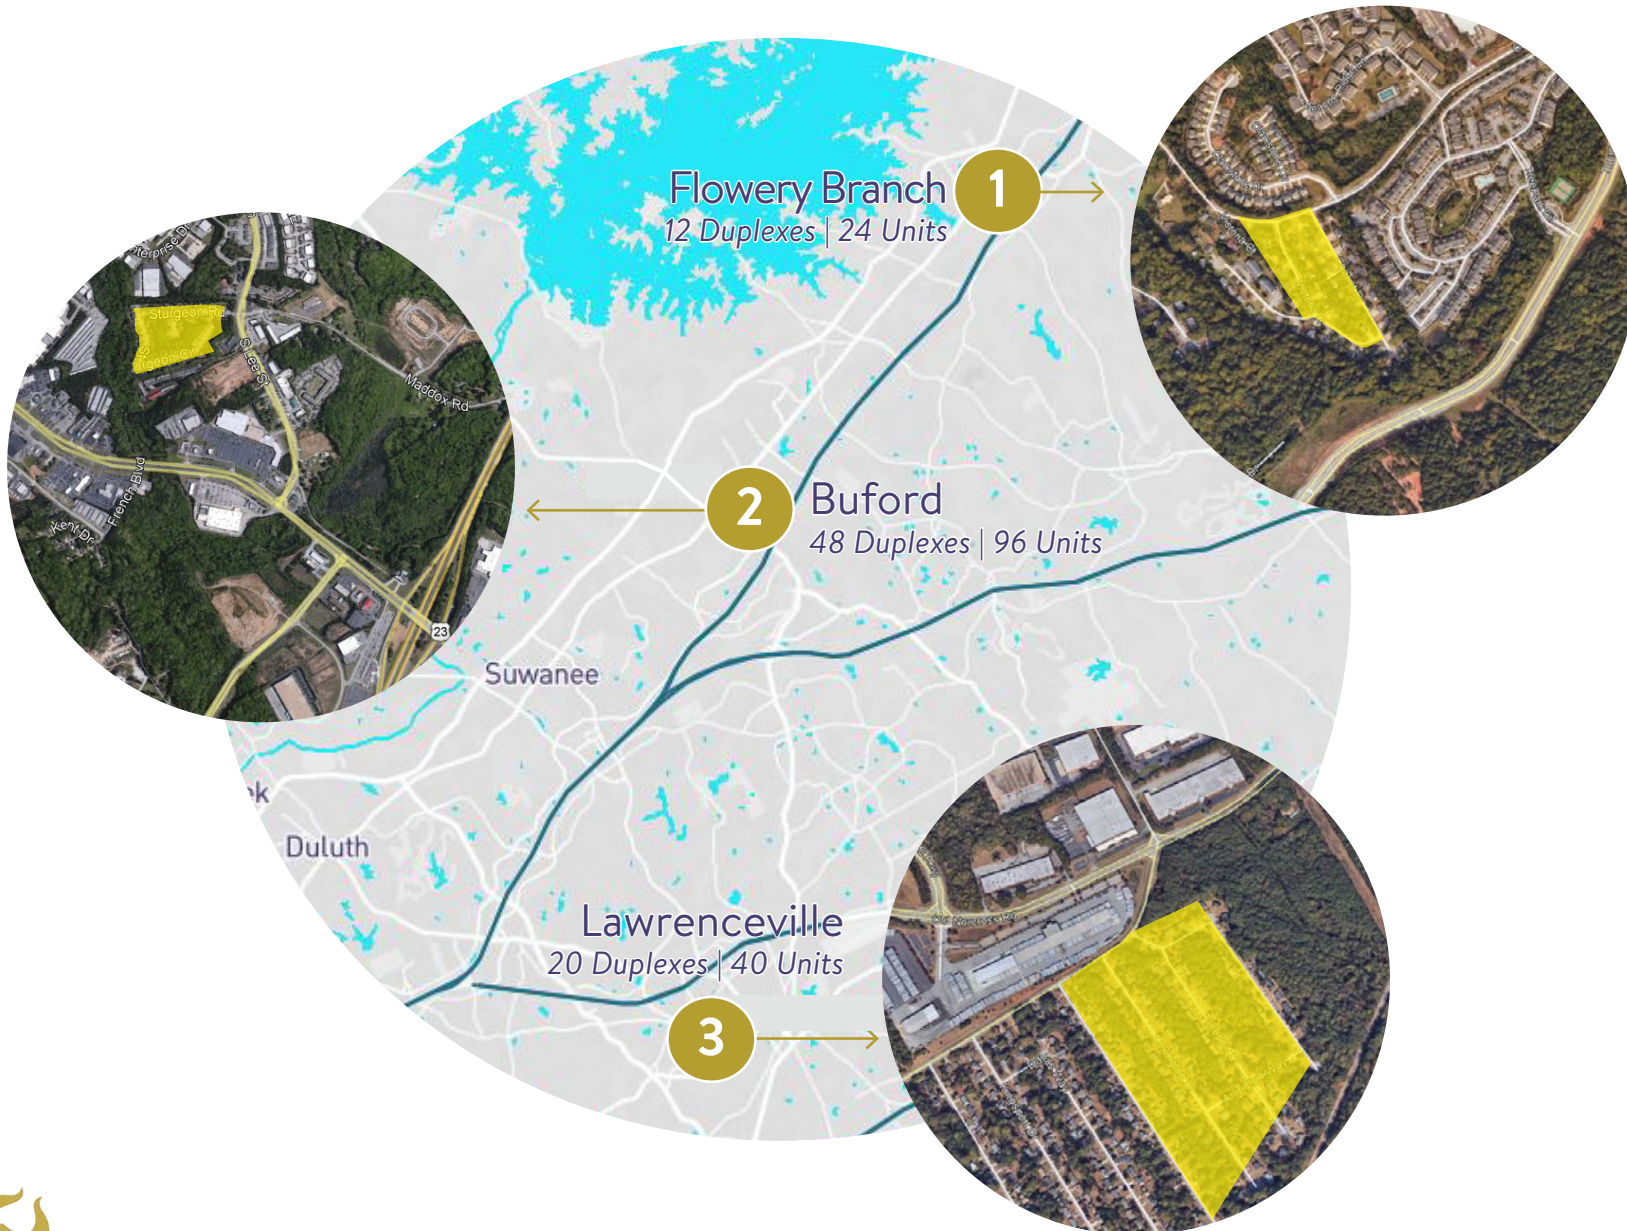 Flowery Branch
12 Duplexes | 24 Units
1
2
Buford
48 Duplexes | 96 Units
Suwanee
Duluth
Lawrenceville
20 Duplexes | 40 Units
3
Sturgeon Rd
S Lee St
Maddox Rd
French Blvd
Kent Dr
23